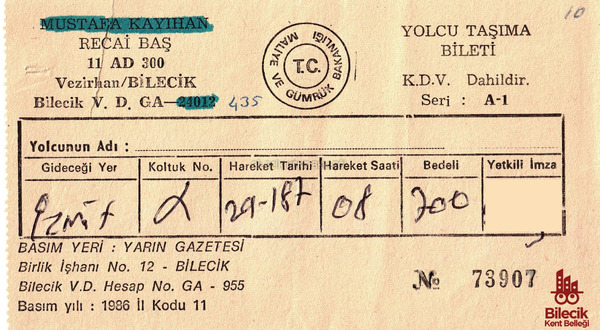 MUSTAFA KAYIHAN
RECAİ BAŞ
11 AD 300
Vezirhan/BİLECİK
Bilecik V. D. GA—24012 435
T.C.
MALİYE VE GÜMRÜK BAKANLIĞI
10
YOLCU TAŞIMA
BİLETİ
K.D.V. Dahildir.
Seri : A-1
Yolcunun Adı :
Gideceği Yer Koltuk No. Hareket Tarihi Hareket Saati Bedeli Yetkili İmza
İzmit 29-187 08 700
BASIM YERİ : YARIN GAZETESİ
Birlik İşhanı No. 12 - BİLECİK
Bilecik V.D. Hesap No. GA - 955
Basım yılı : 1986 İl Kodu 11
№ 73907
Bilecik
Kent Belleği